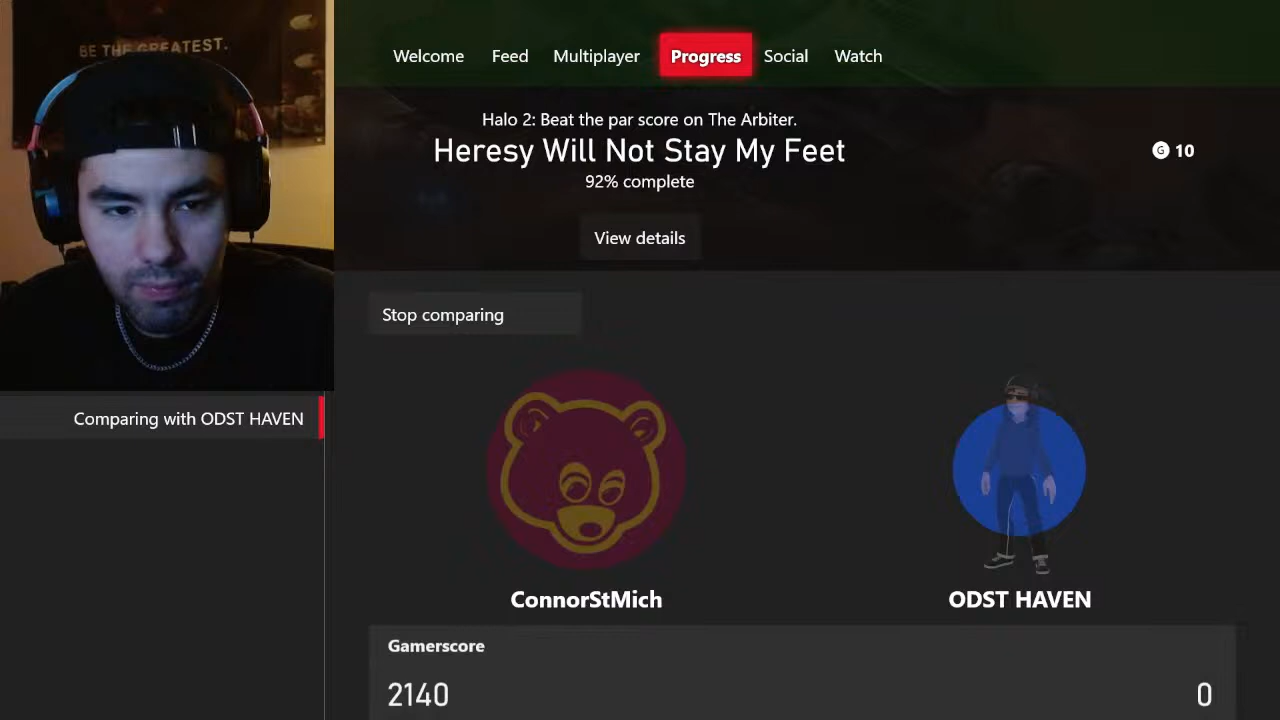 BE THE GREATEST.
Welcome Feed Multiplayer Progress Social Watch
Halo 2: Beat the par score on The Arbiter.
Heresy Will Not Stay My Feet
G 10
92% complete
View details
Stop comparing
Comparing with ODST HAVEN
ConnorStMich ODST HAVEN
Gamerscore
2140 0